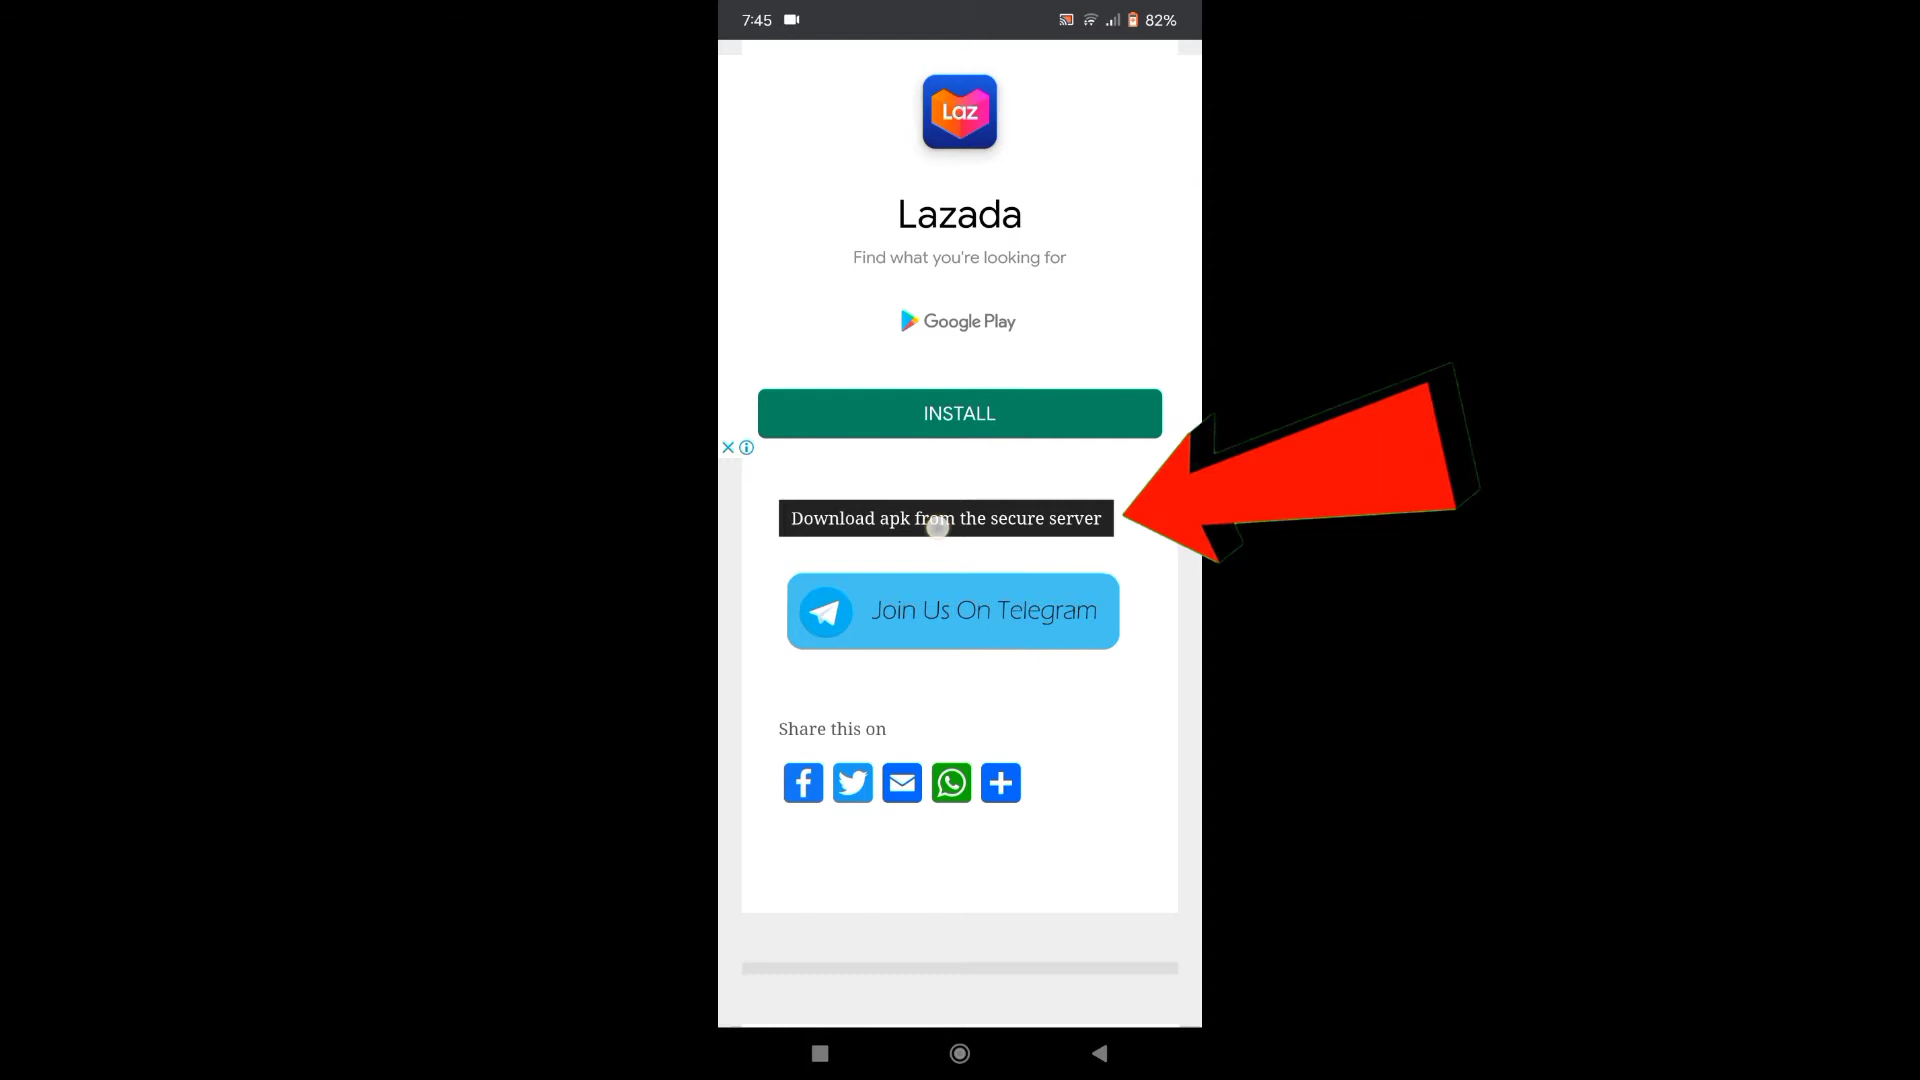 7:45
82%
Laz
Lazada
Find what you're looking for
Google Play
INSTALL
Download apk from the secure server
Join Us On Telegram
Share this on